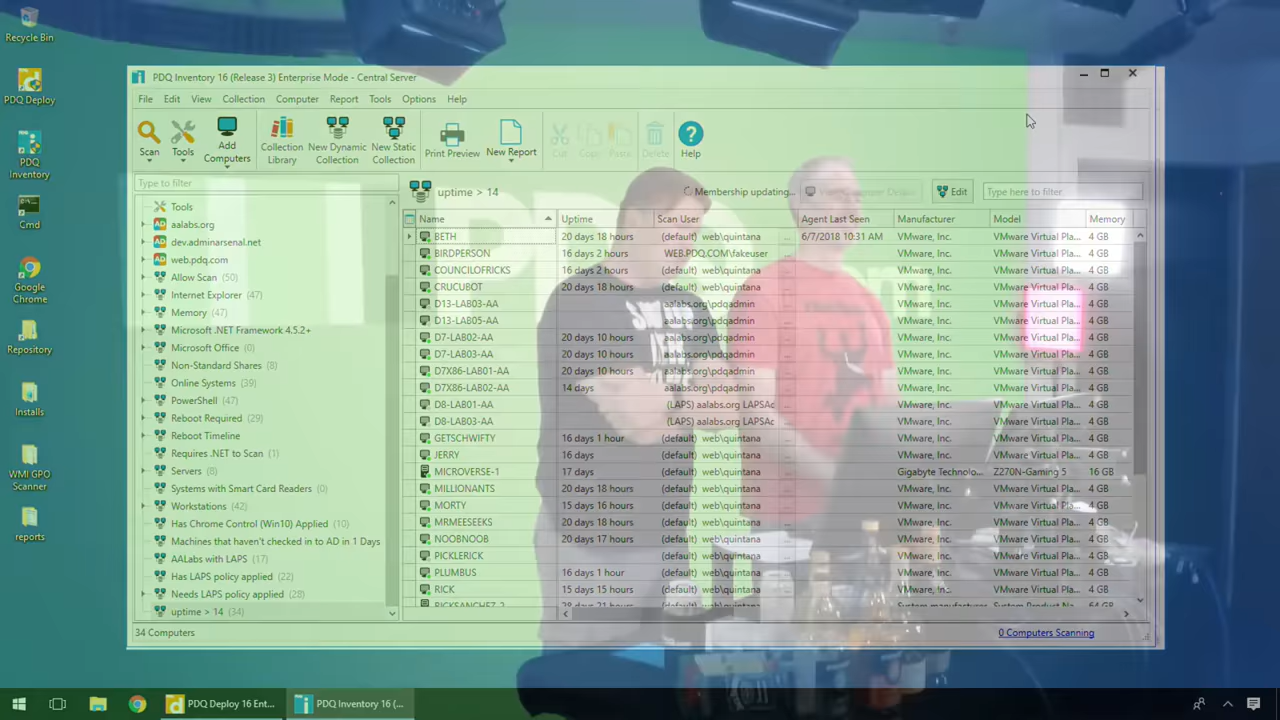 Recycle Bin
PDQ Deploy
PDQ
Inventory
Cmd
Google
Chrome
Repository
Installs
WMI GPO
Scanner
reports
PDQ Inventory 16 (Release 3) Enterprise Mode - Central Server
File Edit View Collection Computer Report Tools Options Help
Scan Tools Add Computers Collection Library New Dynamic Collection New Static Collection Print Preview New Report Cut Copy Paste Delete Help
Type to filter
Tools
aalabs.org
dev.adminarsenal.net
web.pdq.com
Allow Scan (50)
Internet Explorer (47)
Memory (47)
Microsoft .NET Framework 4.5.2+
Microsoft Office (0)
Non-Standard Shares (8)
Online Systems (39)
PowerShell (47)
Reboot Required (29)
Reboot Timeline
Requires .NET to Scan (1)
Servers (8)
Systems with Smart Card Readers (0)
Workstations (42)
Has Chrome Control (Win10) Applied (10)
Machines that haven't checked in to AD in 1 Days
AALabs with LAPS (17)
Has LAPS policy applied (22)
Needs LAPS policy applied (28)
uptime > 14 (34)
uptime > 14 Membership updating... Edit Type here to filter
Name Uptime Scan User Agent Last Seen Manufacturer Model Memory
BETH 20 days 18 hours (default) web\quintana ... 6/7/2018 10:31 AM VMware, Inc. VMware Virtual Pla... 4 GB
BIRDPERSON 16 days 2 hours WEB.PDQ.COM\fakeuser VMware, Inc. VMware Virtual Pla... 4 GB
COUNCILOFRICKS 16 days 2 hours (default) web\quintana ... VMware, Inc. VMware Virtual Pla... 4 GB
CRUCUBOT 20 days 18 hours (default) web\quintana ... VMware, Inc. VMware Virtual Pla... 4 GB
D13-LAB03-AA aalabs.org\pdqadmin VMware, Inc. VMware Virtual Pla... 4 GB
D13-LAB05-AA aalabs.org\pdqadmin VMware, Inc. VMware Virtual Pla... 4 GB
D7-LAB02-AA 20 days 10 hours aalabs.org\pdqadmin VMware, Inc. VMware Virtual Pla... 4 GB
D7-LAB03-AA 20 days 10 hours aalabs.org\pdqadmin VMware, Inc. VMware Virtual Pla... 4 GB
D7X86-LAB01-AA 20 days 10 hours aalabs.org\pdqadmin VMware, Inc. VMware Virtual Pla... 4 GB
D7X86-LAB02-AA 14 days aalabs.org\pdqadmin VMware, Inc. VMware Virtual Pla... 4 GB
D8-LAB01-AA (LAPS) aalabs.org LAPSAc VMware, Inc. VMware Virtual Pla... 4 GB
D8-LAB03-AA (LAPS) aalabs.org LAPSAc VMware, Inc. VMware Virtual Pla... 4 GB
GETSCHWIFTY 16 days 1 hour (default) web\quintana ... VMware, Inc. VMware Virtual Pla... 4 GB
JERRY 16 days (default) web\quintana ... VMware, Inc. VMware Virtual Pla... 4 GB
MICROVERSE-1 17 days (default) web\quintana ... Gigabyte Technolo... Z270N-Gaming 5 16 GB
MILLIONANTS 20 days 18 hours (default) web\quintana ... VMware, Inc. VMware Virtual Pla... 4 GB
MORTY 15 days 16 hours (default) web\quintana ... VMware, Inc. VMware Virtual Pla... 4 GB
MRMEESEEKS 20 days 18 hours (default) web\quintana ... VMware, Inc. VMware Virtual Pla... 4 GB
NOOBNOOB 20 days 17 hours (default) web\quintana ... VMware, Inc. VMware Virtual Pla... 4 GB
PICKLERICK (default) web\quintana ... VMware, Inc. VMware Virtual Pla... 4 GB
PLUMBUS 16 days 1 hour (default) web\quintana ... VMware, Inc. VMware Virtual Pla... 4 GB
RICK 15 days 15 hours (default) web\quintana ... VMware, Inc. VMware Virtual Pla... 4 GB
RICKSANCHEZ-2 28 days 21 hours (default) web\quintana System manufacturer System Product Na... 64 GB
34 Computers 0 Computers Scanning
PDQ Deploy 16 Ent... PDQ Inventory 16 (...